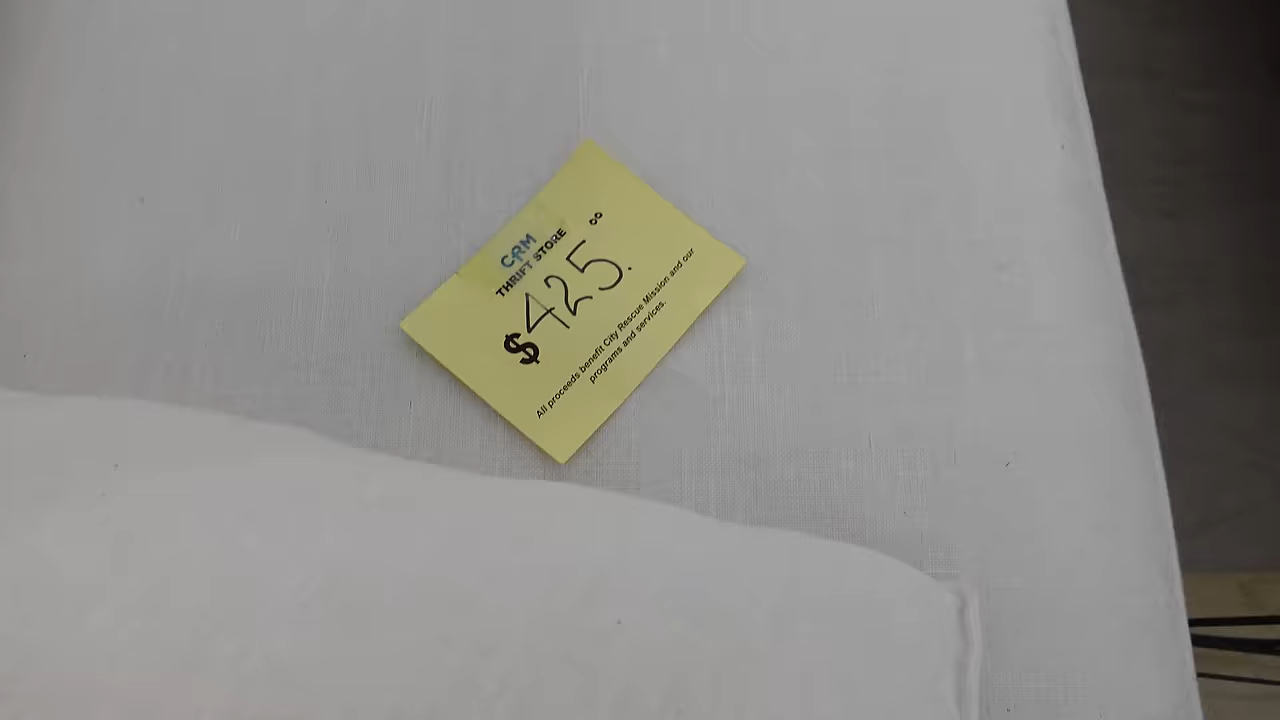 CRM
THRIFT STORE
$425.00
All proceeds benefit City Rescue Mission and our
programs and services.